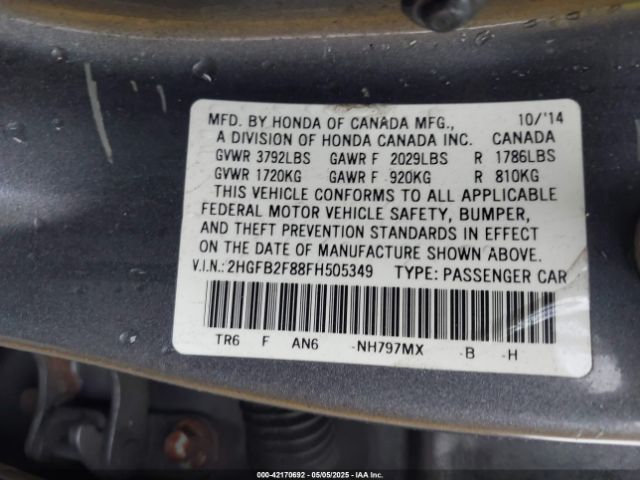 MFD. BY HONDA OF CANADA MFG., 10/'14
A DIVISION OF HONDA CANADA INC. CANADA
GVWR 3792LBS GAWR F 2029LBS R 1786LBS
GVWR 1720KG GAWR F 920KG R 810KG
THIS VEHICLE CONFORMS TO ALL APPLICABLE
FEDERAL MOTOR VEHICLE SAFETY, BUMPER,
AND THEFT PREVENTION STANDARDS IN EFFECT
ON THE DATE OF MANUFACTURE SHOWN ABOVE.
V.I.N.: 2HGFB2F88FH505349 TYPE: PASSENGER CAR
TR6 F AN6 -NH797MX -B -H
000-42170692 - 05/05/2025 - IAA Inc.